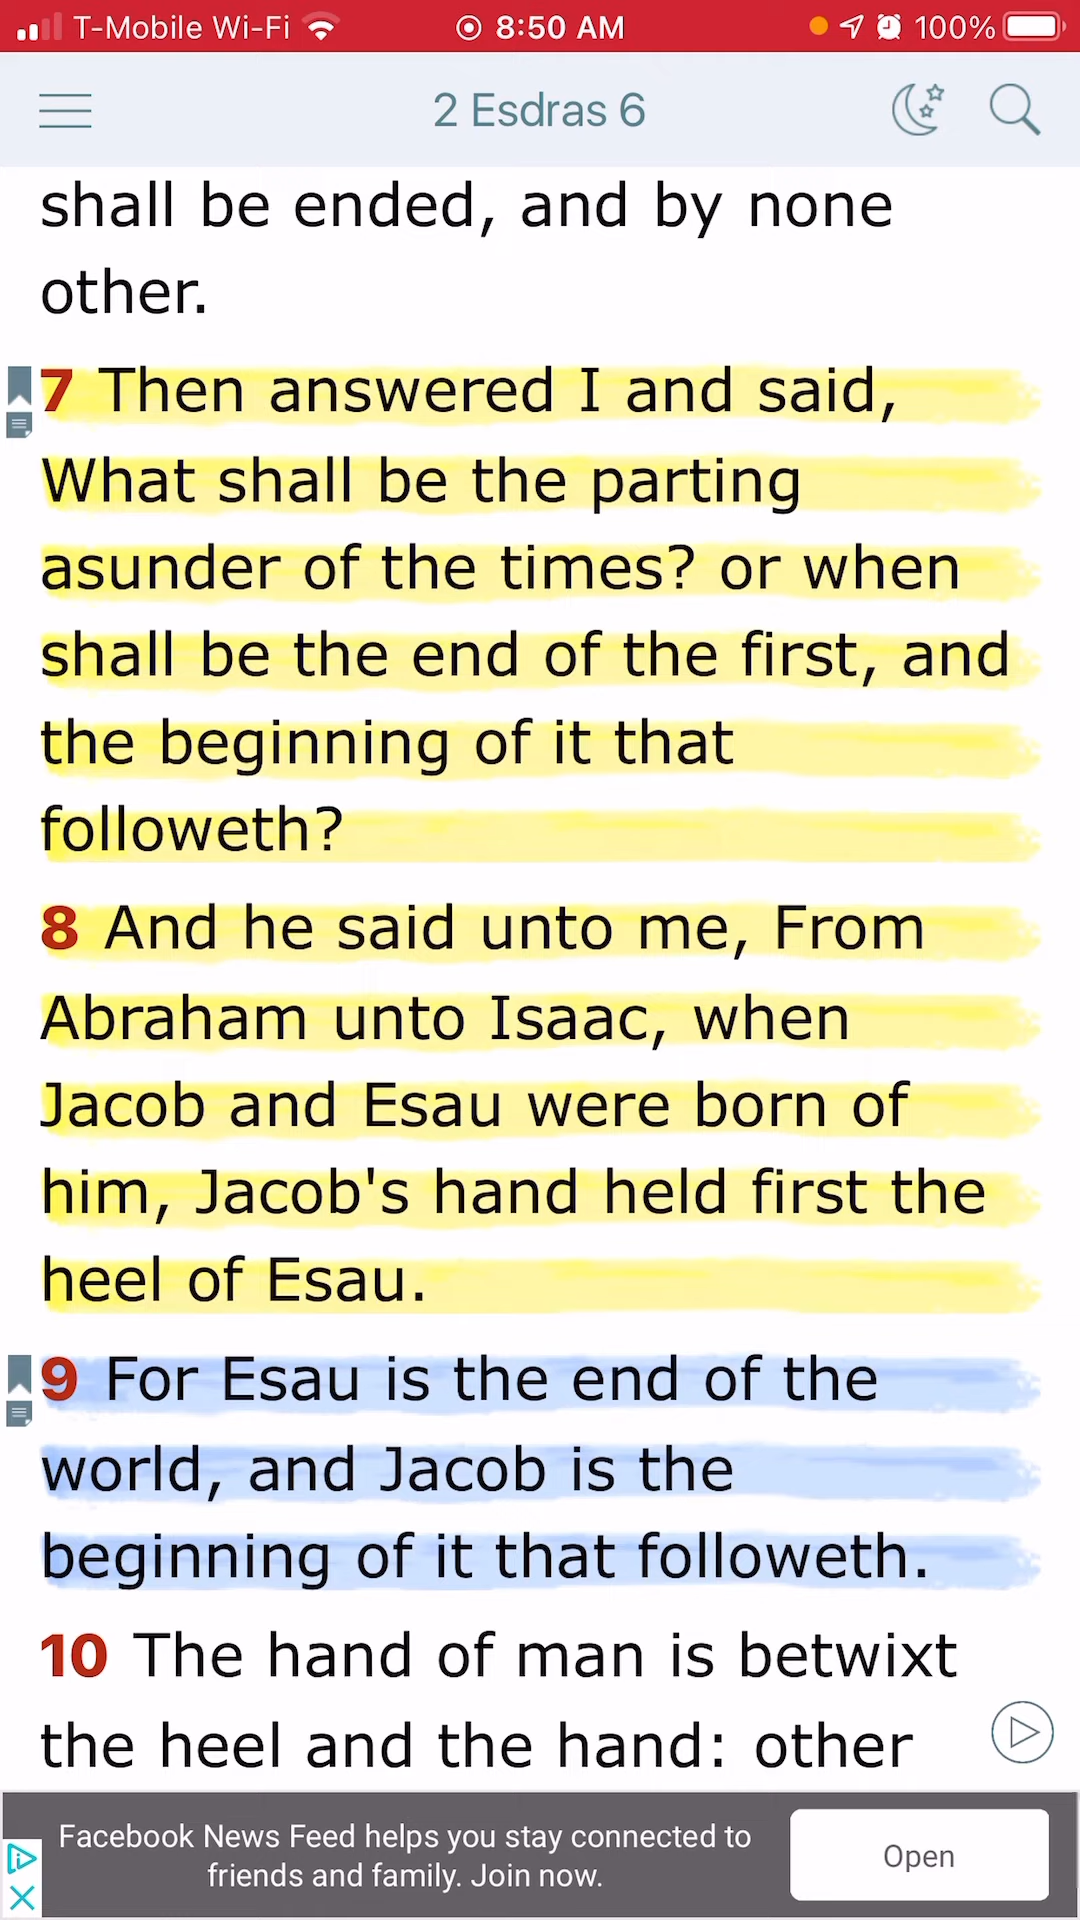 T-Mobile Wi-Fi 8:50 AM 100%
2 Esdras 6
shall be ended, and by none
other.
7 Then answered I and said,
What shall be the parting
asunder of the times? or when
shall be the end of the first, and
the beginning of it that
followeth?
8 And he said unto me, From
Abraham unto Isaac, when
Jacob and Esau were born of
him, Jacob's hand held first the
heel of Esau.
9 For Esau is the end of the
world, and Jacob is the
beginning of it that followeth.
10 The hand of man is betwixt
the heel and the hand: other
Facebook News Feed helps you stay connected to
friends and family. Join now.
Open